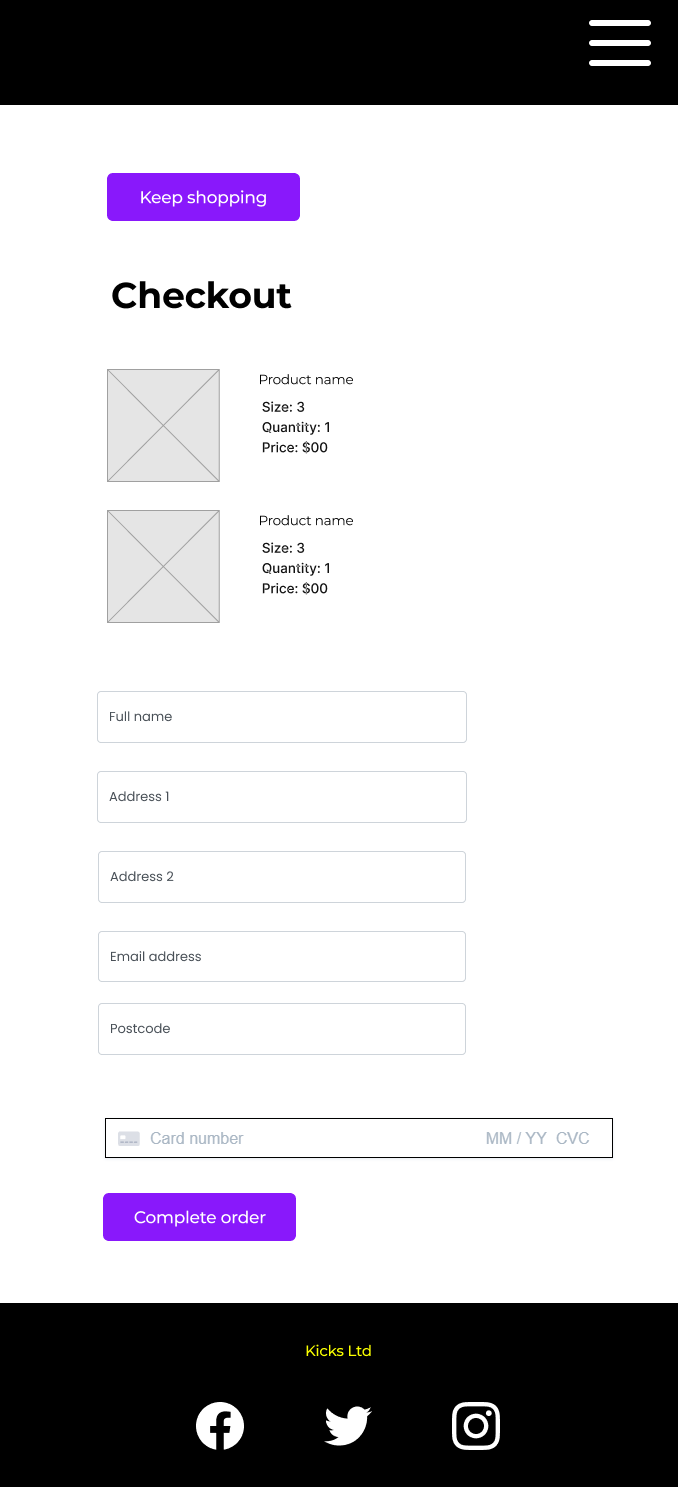 Keep shopping
Checkout
Product name
Size: 3
Quantity: 1
Price: $00
Product name
Size: 3
Quantity: 1
Price: $00
Full name
Address 1
Address 2
Email address
Postcode
Card number MM / YY CVC
Complete order
Kicks Ltd